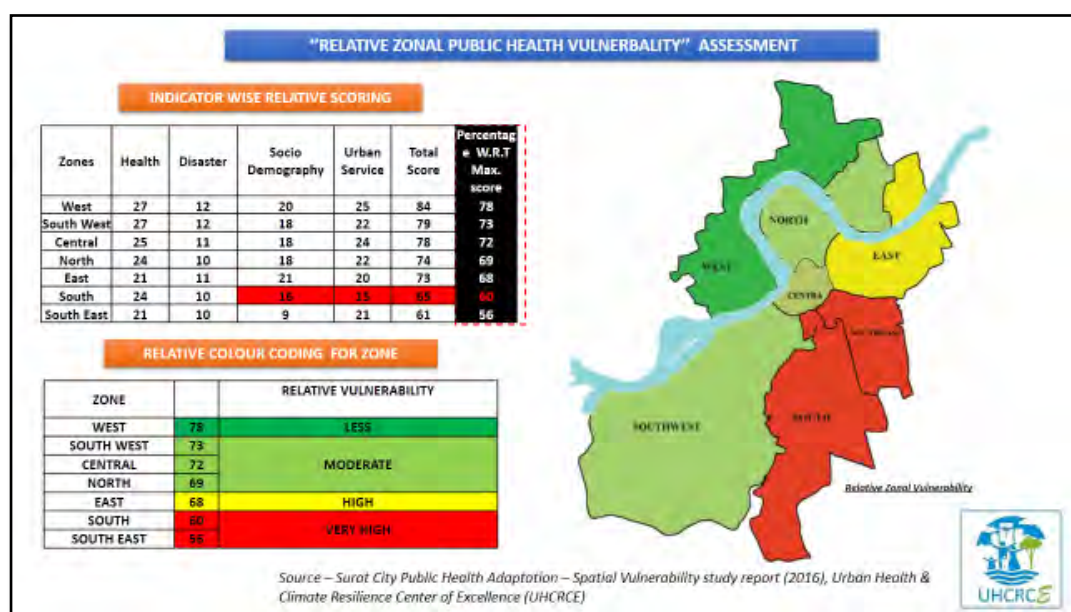 "RELATIVE ZONAL PUBLIC HEALTH VULNERBALITY" ASSESSMENT
INDICATOR WISE RELATIVE SCORING
Zones Health Disaster Socio Demography Urban Service Total Score Percentag e W.R.T Max. score
West 27 12 20 25 84 78
South West 27 12 18 22 79 73
Central 25 11 18 24 78 72
North 24 10 18 22 74 69
East 21 11 21 20 73 68
South 24 10 16 15 65 60
South East 21 10 9 21 61 56
RELATIVE COLOUR CODING FOR ZONE
ZONE RELATIVE VULNERABILITY
WEST 78 LESS
SOUTH WEST 73
CENTRAL 72 MODERATE
NORTH 69
EAST 68 HIGH
SOUTH 60 VERY HIGH
SOUTH EAST 56
NORTH
WEST
EAST
CENTRA
SOUTHEAST
SOUTH
SOUTHWEST
Relative Zonal Vulnerability
Source – Surat City Public Health Adaptation – Spatial Vulnerability study report (2016), Urban Health &
Climate Resilience Center of Excellence (UHCRCE)
UHCRCE